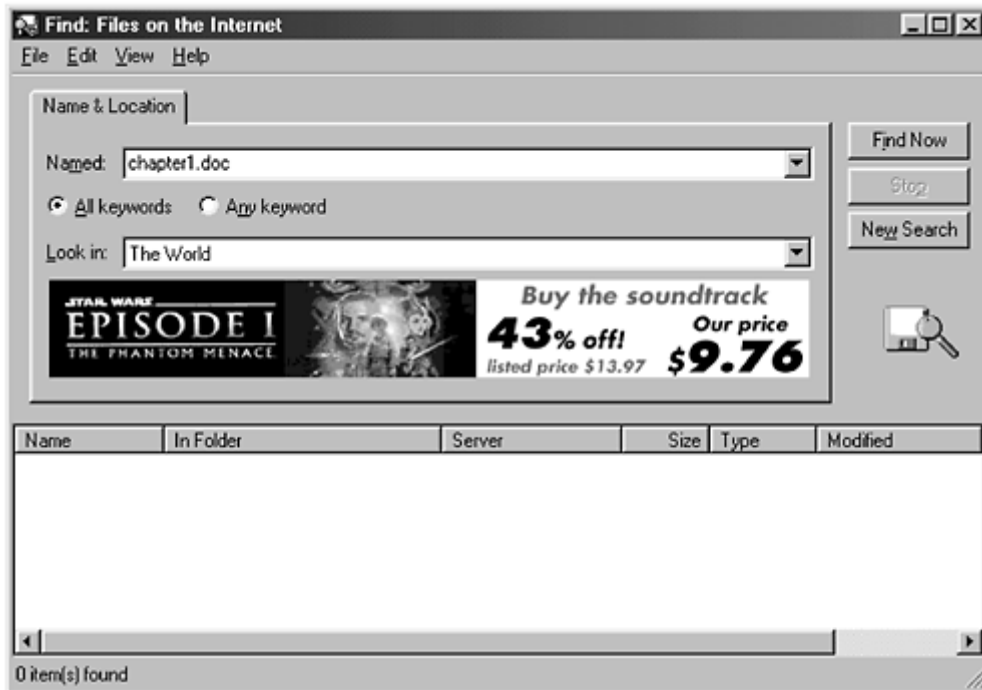 Find: Files on the Internet
File Edit View Help
Name & Location
Named: chapter1.doc
All keywords Any keyword
Look in: The World
Find Now
Stop
New Search
STAR WARS
EPISODE I
THE PHANTOM MENACE
Buy the soundtrack
43% off!
listed price $13.97
Our price
$9.76
Name In Folder Server Size Type Modified
0 item(s) found